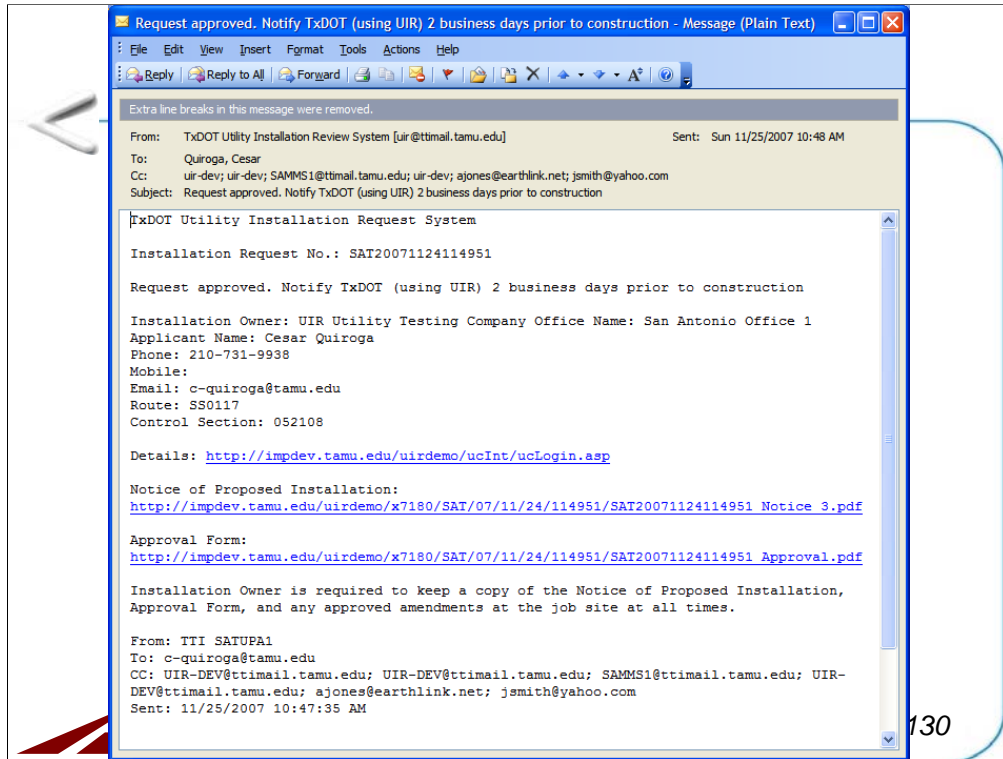 Request approved. Notify TxDOT (using UIR) 2 business days prior to construction - Message (Plain Text)
File Edit View Insert Format Tools Actions Help
Reply Reply to All Forward
Extra line breaks in this message were removed.
From: TxDOT Utility Installation Review System [uir@ttimail.tamu.edu] Sent: Sun 11/25/2007 10:48 AM
To: Quiroga, Cesar
Cc: uir-dev; uir-dev; SAMMS1@ttimail.tamu.edu; uir-dev; ajones@earthlink.net; jsmith@yahoo.com
Subject: Request approved. Notify TxDOT (using UIR) 2 business days prior to construction
TxDOT Utility Installation Request System
Installation Request No.: SAT20071124114951
Request approved. Notify TxDOT (using UIR) 2 business days prior to construction
Installation Owner: UIR Utility Testing Company Office Name: San Antonio Office 1
Applicant Name: Cesar Quiroga
Phone: 210-731-9938
Mobile:
Email: c-quiroga@tamu.edu
Route: SS0117
Control Section: 052108
Details: http://impdev.tamu.edu/uirdemo/ucInt/ucLogin.asp
Notice of Proposed Installation:
http://impdev.tamu.edu/uirdemo/x7180/SAT/07/11/24/114951/SAT20071124114951 Notice 3.pdf
Approval Form:
http://impdev.tamu.edu/uirdemo/x7180/SAT/07/11/24/114951/SAT20071124114951 Approval.pdf
Installation Owner is required to keep a copy of the Notice of Proposed Installation,
Approval Form, and any approved amendments at the job site at all times.
From: TTI SATUPA1
To: c-quiroga@tamu.edu
CC: UIR-DEV@ttimail.tamu.edu; UIR-DEV@ttimail.tamu.edu; SAMMS1@ttimail.tamu.edu; UIR-
DEV@ttimail.tamu.edu; ajones@earthlink.net; jsmith@yahoo.com
Sent: 11/25/2007 10:47:35 AM
130